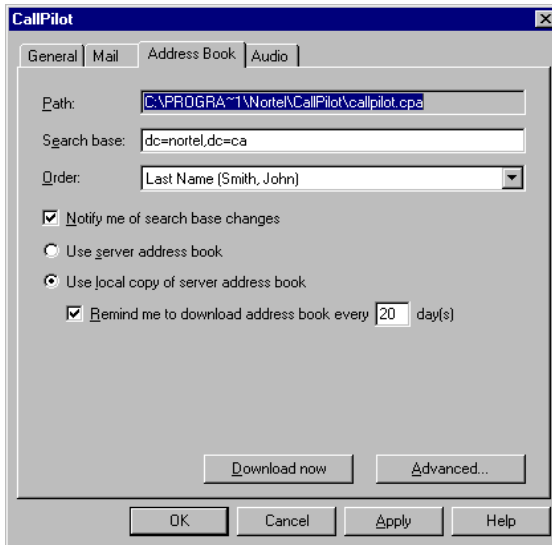 CallPilot
General Mail Address Book Audio
Path: C:\PROGRA~1\Nortel\CallPilot\callpilot.cpa
Search base: dc=nortel,dc=ca
Order: Last Name (Smith, John)
Notify me of search base changes
Use server address book
Use local copy of server address book
Remind me to download address book every 20 day(s)
Download now Advanced...
OK Cancel Apply Help